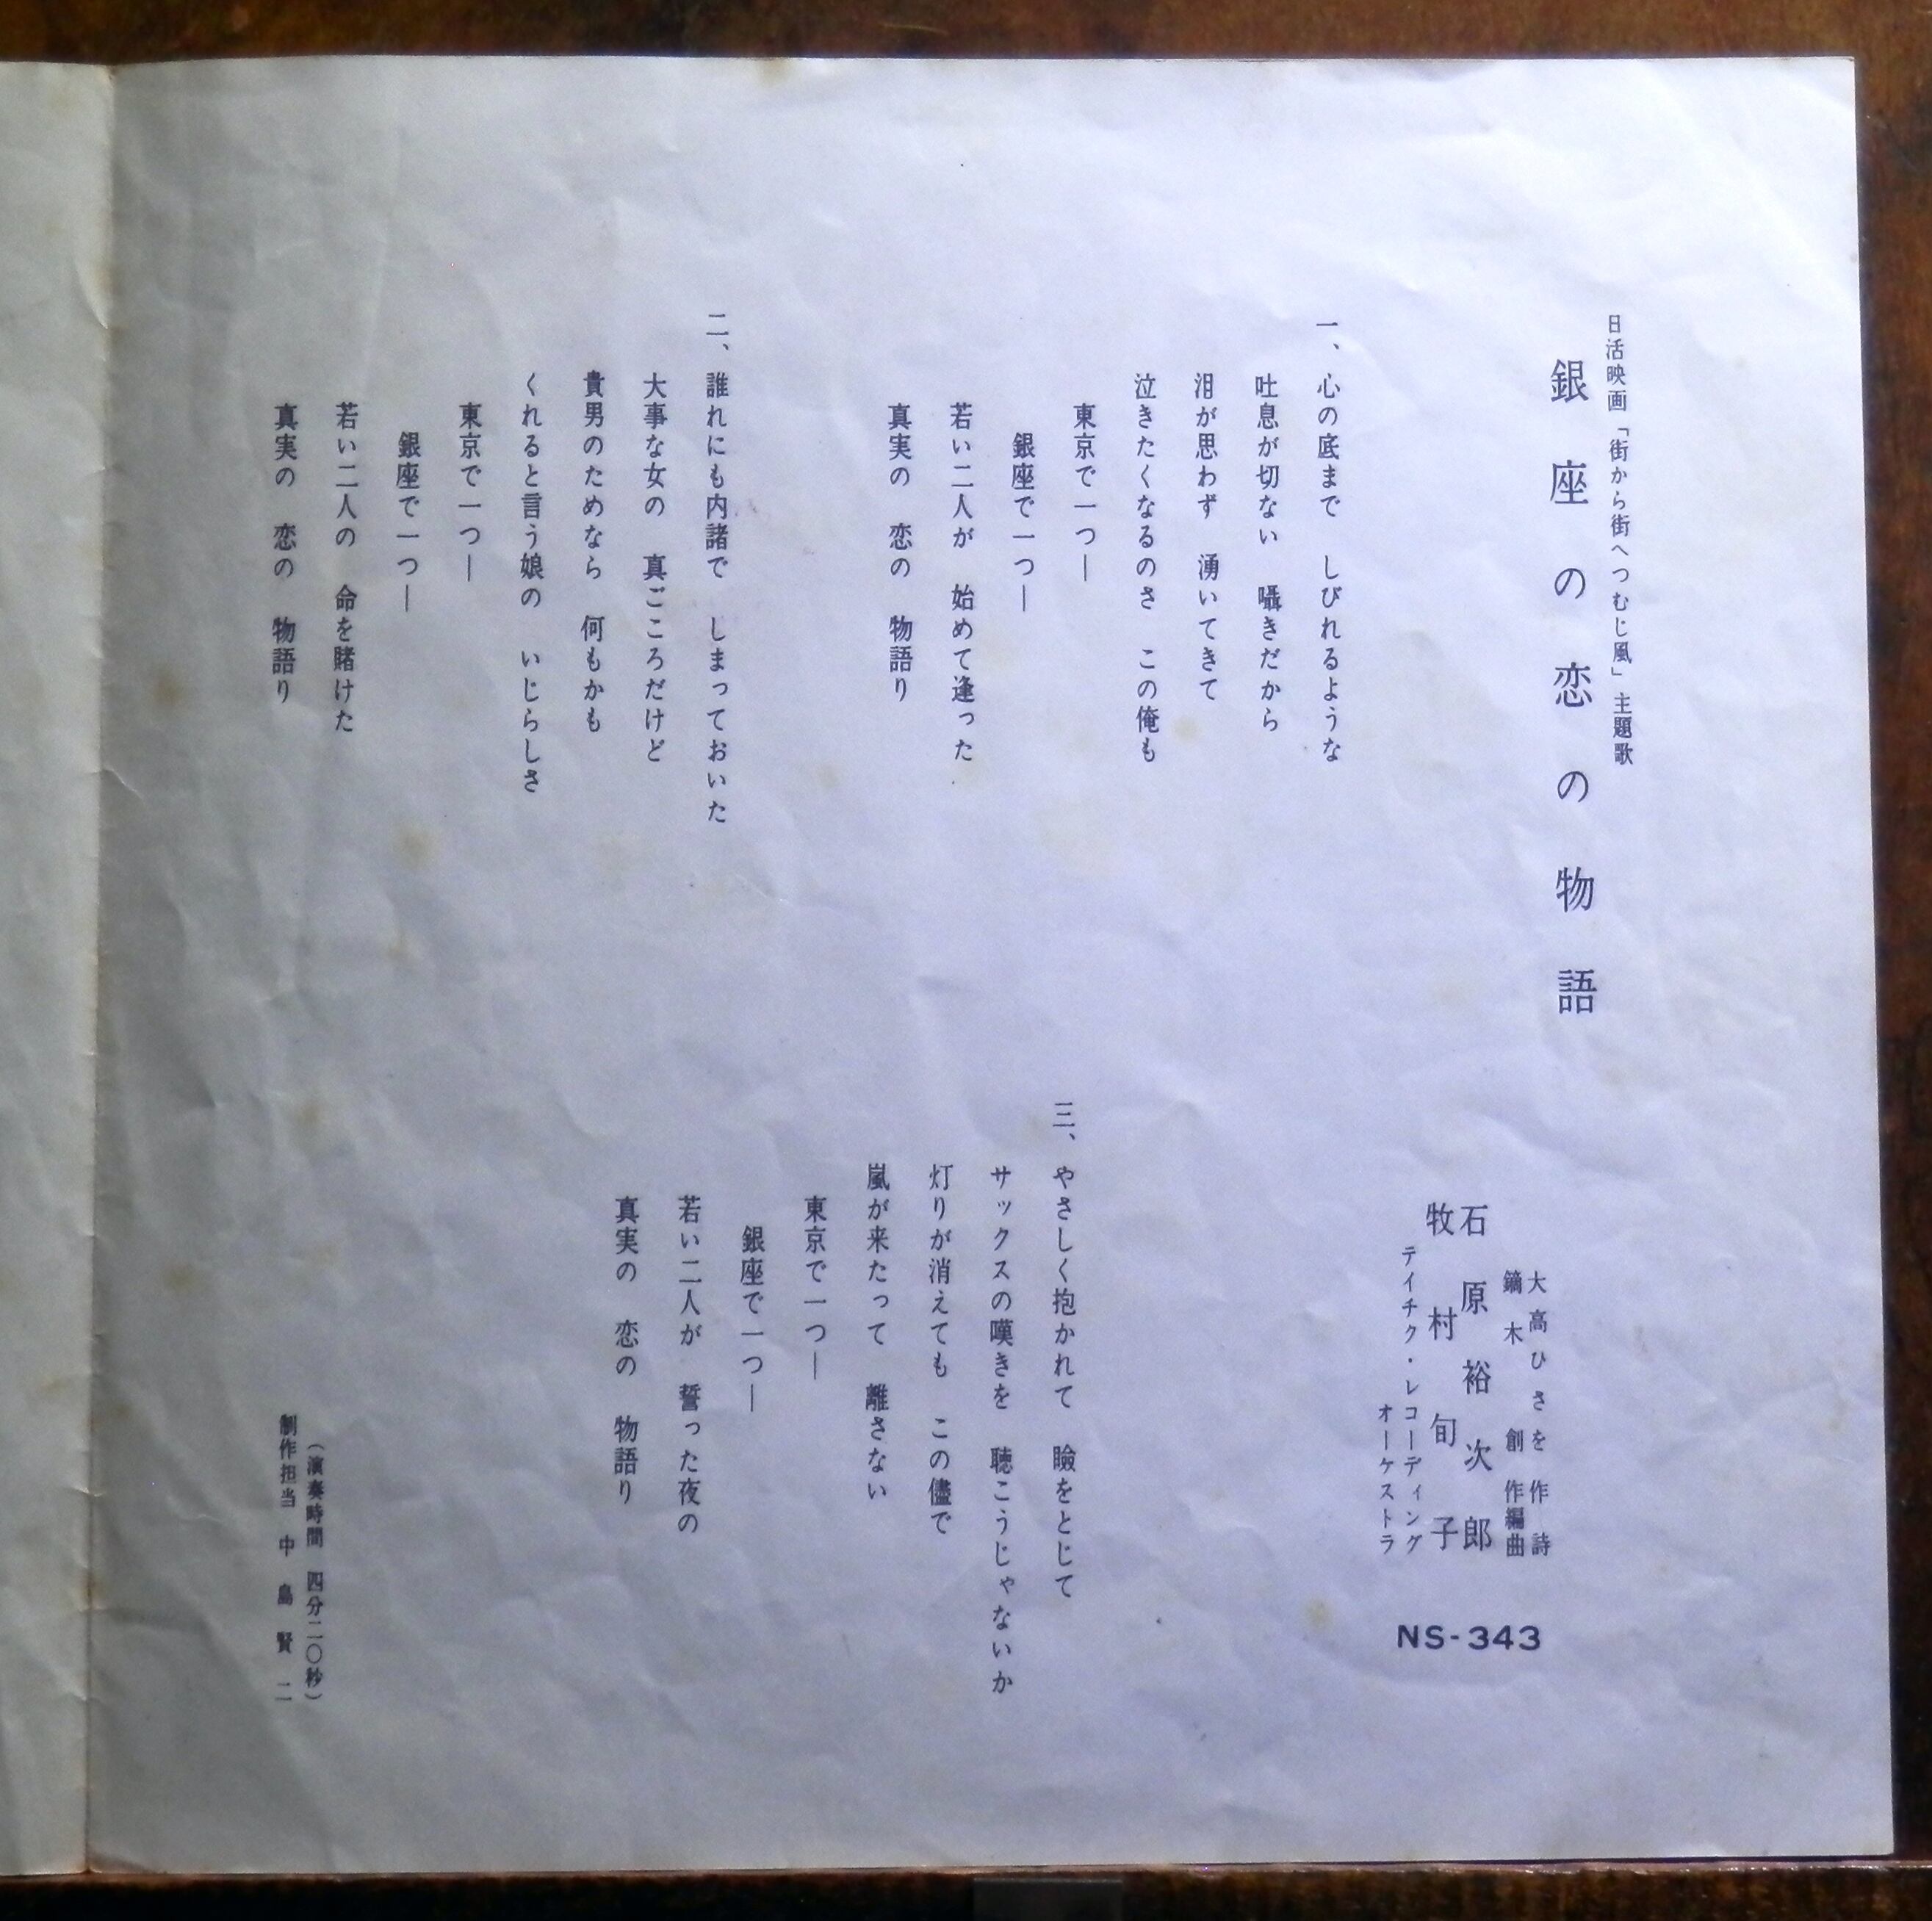 日活映画「街から街へつむじ風」主題歌
銀座の恋の物語
大高ひさを 作詩
鏑木 創 作編曲
石原裕次郎
牧村旬子
テイチク・レコーディング
オーケストラ
NS-343
一、心の底まで しびれるような
吐息が切ない 囁きだから
泪が思わず 湧いてきて
泣きたくなるのさ この俺も
東京で一つ―
銀座で一つ―
若い二人が 始めて逢った
真実の 恋の 物語り
二、誰れにも内諸で しまっておいた
大事な女の 真ごころだけど
貴男のためなら 何もかも
くれると言う娘の いじらしさ
東京で一つ―
銀座で一つ―
若い二人の 命を賭けた
真実の 恋の 物語り
三、やさしく抱かれて 瞼をとじて
サックスの嘆きを 聴こうじゃないか
灯りが消えても この儘で
嵐が来たって 離さない
東京で一つ―
銀座で一つ―
若い二人が 誓った夜の
真実の 恋の 物語り
（演奏時間 四分二〇秒）
制作担当 中島賢二